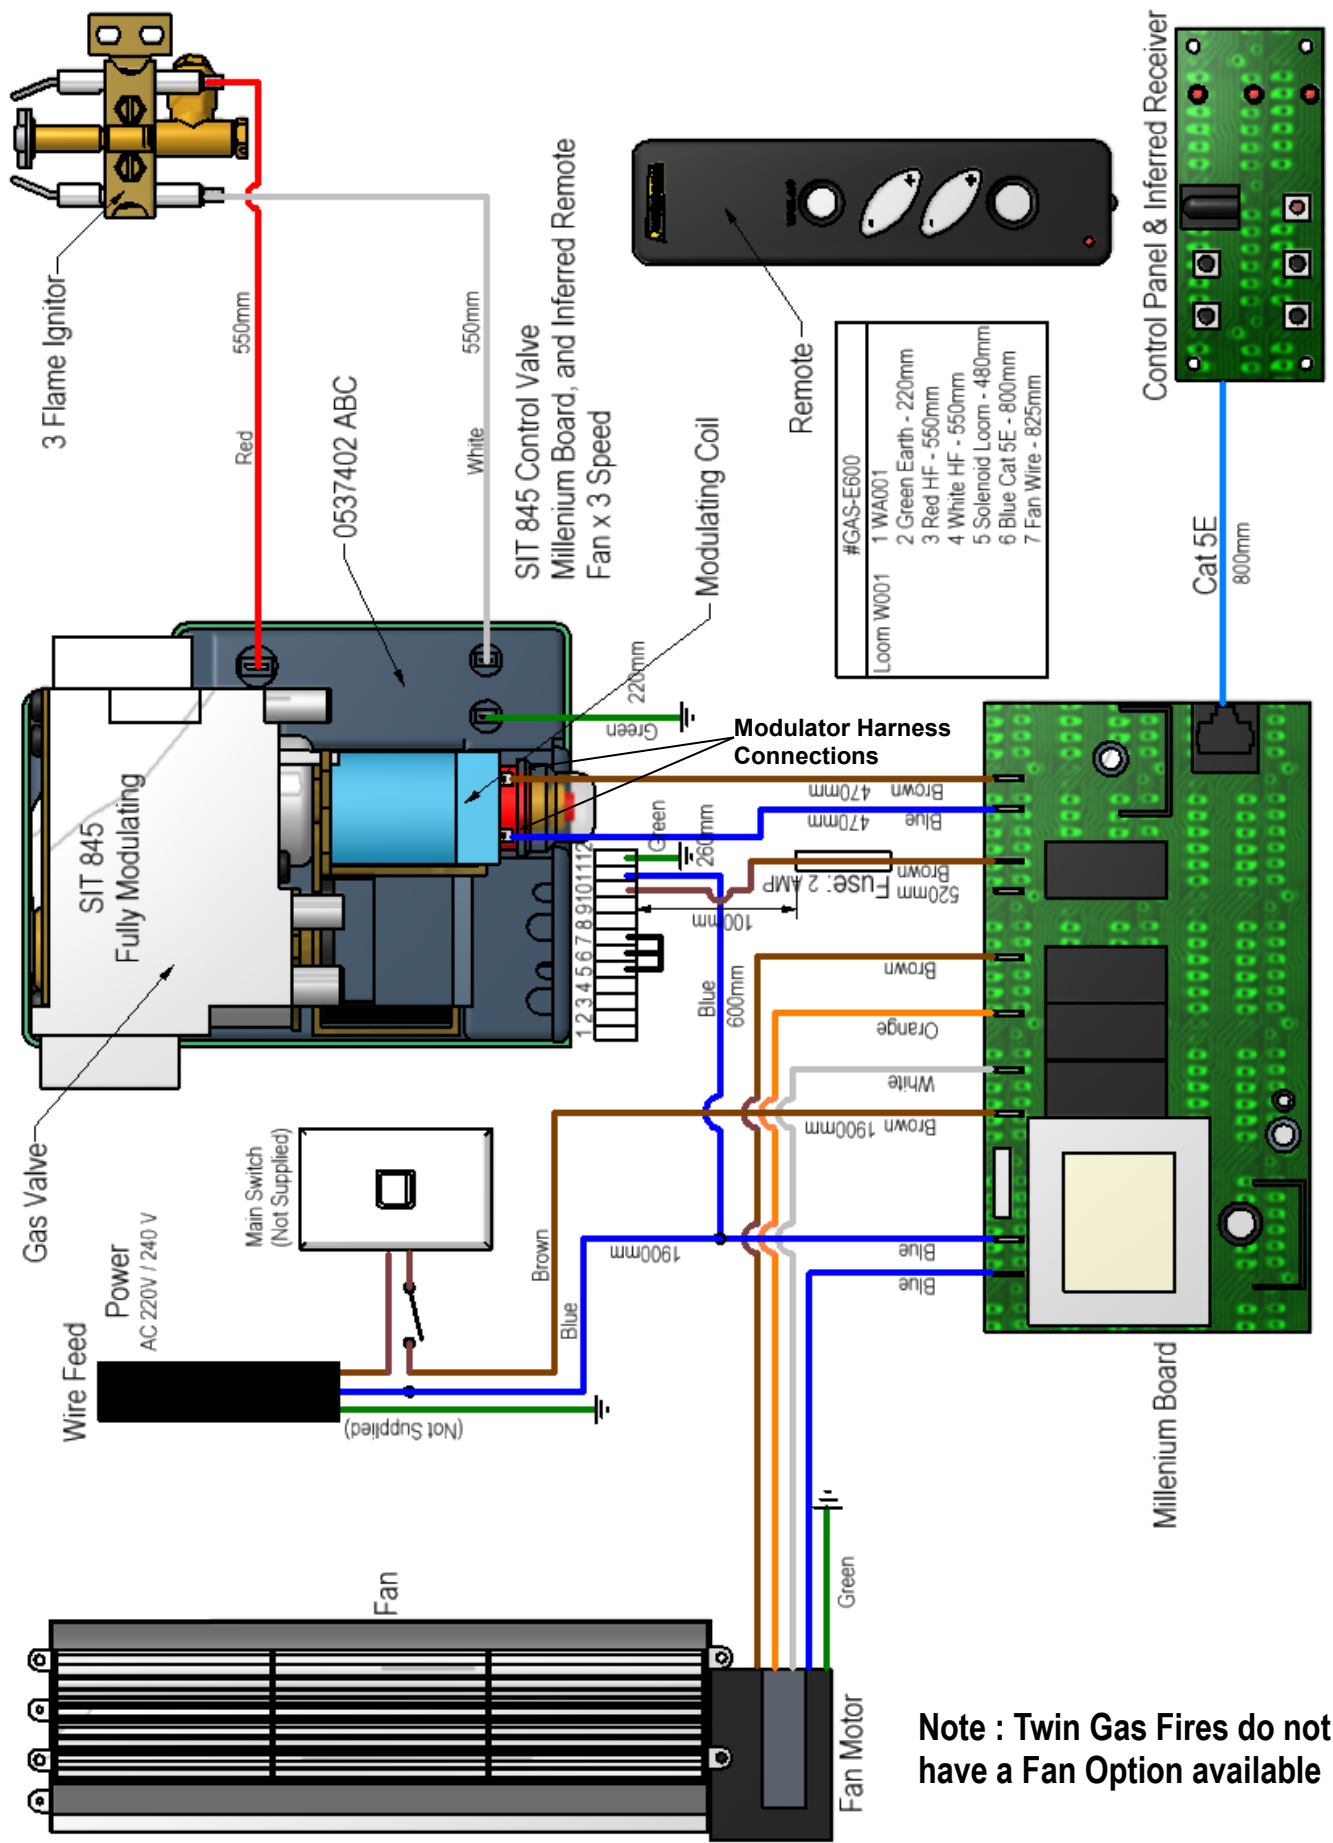 3 Flame Ignitor
Red
550mm
White
550mm
0537402 ABC
SIT 845 Control Valve
Millenium Board, and Inferred Remote
Fan x 3 Speed
Modulating Coil
Remote
Control Panel & Inferred Receiver
#GAS-E600
Loom W001
1 WA001
2 Green Earth - 220mm
3 Red HF - 550mm
4 White HF - 550mm
5 Solenoid Loom - 480mm
6 Blue Cat 5E - 800mm
7 Fan Wire - 825mm
Cat 5E
800mm
SIT 845
Fully Modulating
Gas Valve
Green
220mm
Modulator Harness
Connections
Brown
470mm
Blue
470mm
Green
260mm
1 2 3 4 5 6 7 8 9 10 11 12
Fuse: 2 AMP
Brown
520mm
100mm
Blue
600mm
Brown
Orange
White
Brown 1900mm
Blue
Blue
1900mm
Main Switch
(Not Supplied)
Power
AC 220V / 240 V
Wire Feed
(Not Supplied)
Brown
Blue
Millenium Board
Fan
Green
Fan Motor
Note : Twin Gas Fires do not
have a Fan Option available